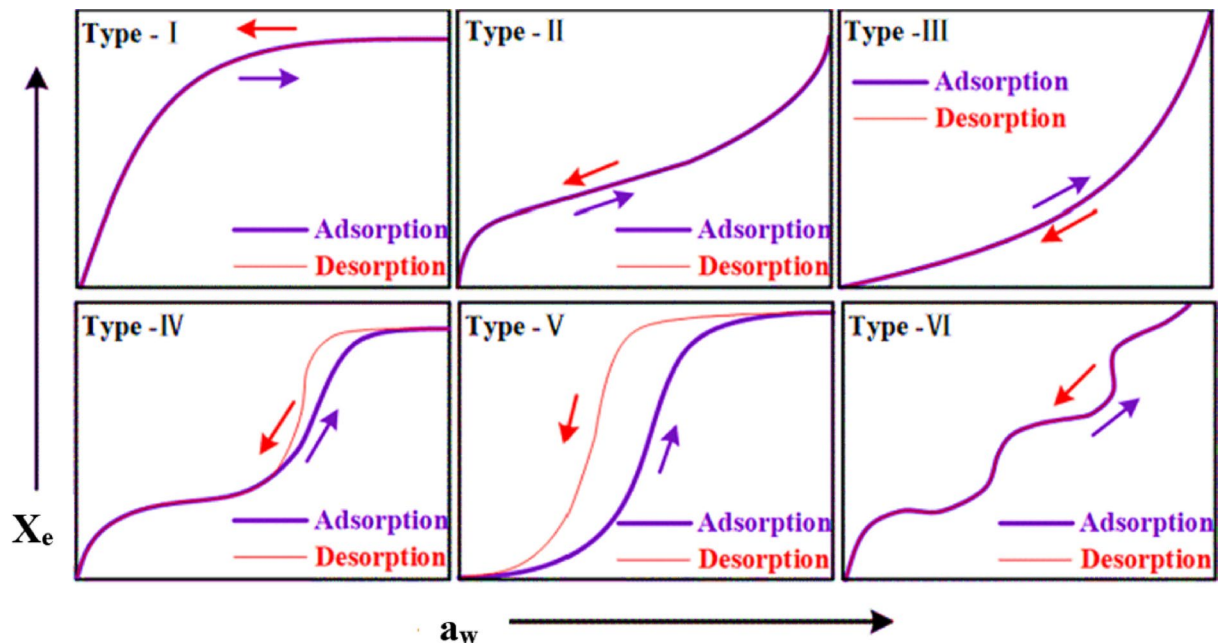 Type - I
Adsorption
Desorption
Type - II
Adsorption
Desorption
Type -III
Adsorption
Desorption
Type -IV
Adsorption
Desorption
Type - V
Adsorption
Desorption
Type -VI
Adsorption
Desorption
Xe
aw